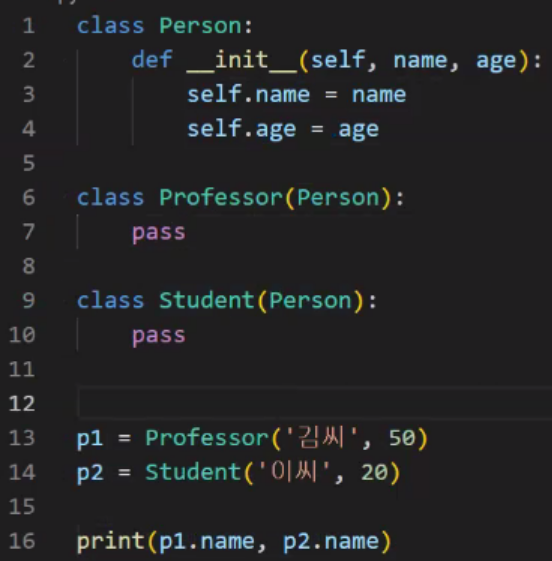 1 class Person:
2     def __init__(self, name, age):
3         self.name = name
4         self.age = age
5
6 class Professor(Person):
7     pass
8
9 class Student(Person):
10     pass
11
12
13 p1 = Professor('김씨', 50)
14 p2 = Student('이씨', 20)
15
16 print(p1.name, p2.name)